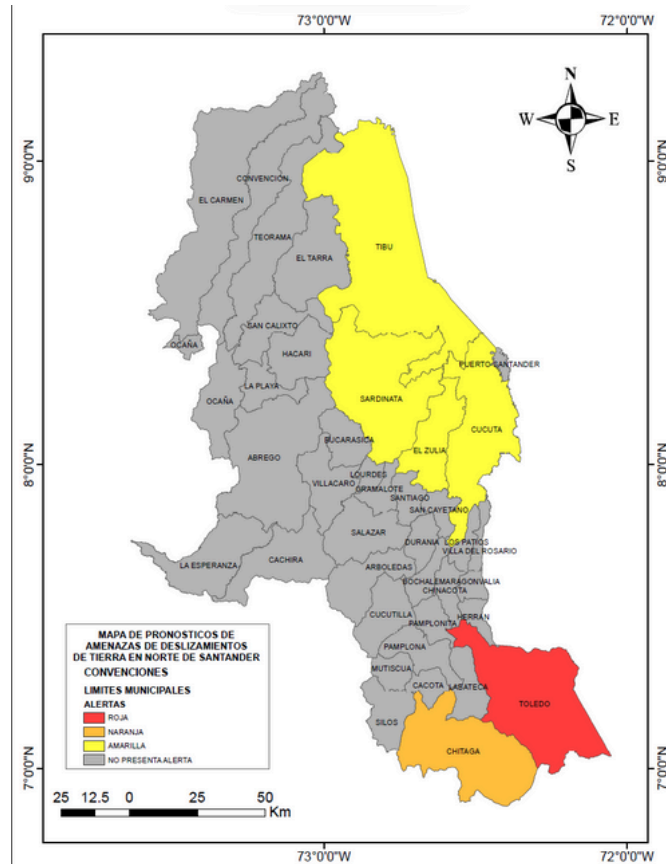 73°0'0"W
72°0'0"W
N
W
E
S
9°0'0"N
9°0'0"N
CONVENCIÓN
EL CARMEN
TEORAMA
EL TARRA
TIBU
SAN CALIXTO
OCAÑA
HACARI
PUERTO SANTANDER
LA PLAYA
OCAÑA
SARDINATA
CUCUTA
BUCARASICA
EL ZULIA
ABREGO
8°0'0"N
8°0'0"N
LOURDES
VILLACARO
GRAMALOTE
SANTIAGO
SAN CAYETANO
SALAZAR
DURANIA
LOS PATIOS
VILLA DEL ROSARIO
CACHIRA
LA ESPERANZA
ARBOLEDAS
BOCHALEMA
RAGONVALIA
CHINACOTA
CUCUTILLA
HERRAN
PAMPLONITA
PAMPLONA
MUTISCUA
CACOTA
LABATECA
TOLEDO
SILOS
CHITAGA
MAPA DE PRONOSTICOS DE
AMENAZAS DE DESLIZAMIENTOS
DE TIERRA EN NORTE DE SANTANDER
CONVENCIONES
LIMITES MUNICIPALES
ALERTAS
ROJA
NARANJA
AMARILLA
NO PRESENTA ALERTA
7°0'0"N
7°0'0"N
25 12.5 0 25 50
Km
73°0'0"W
72°0'0"W